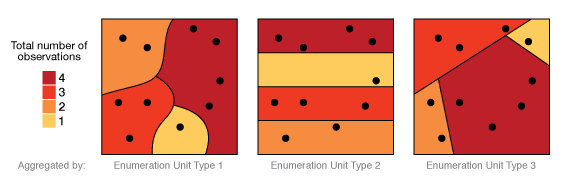 Total number of
observations
4
3
2
1
Aggregated by: Enumeration Unit Type 1 Enumeration Unit Type 2 Enumeration Unit Type 3